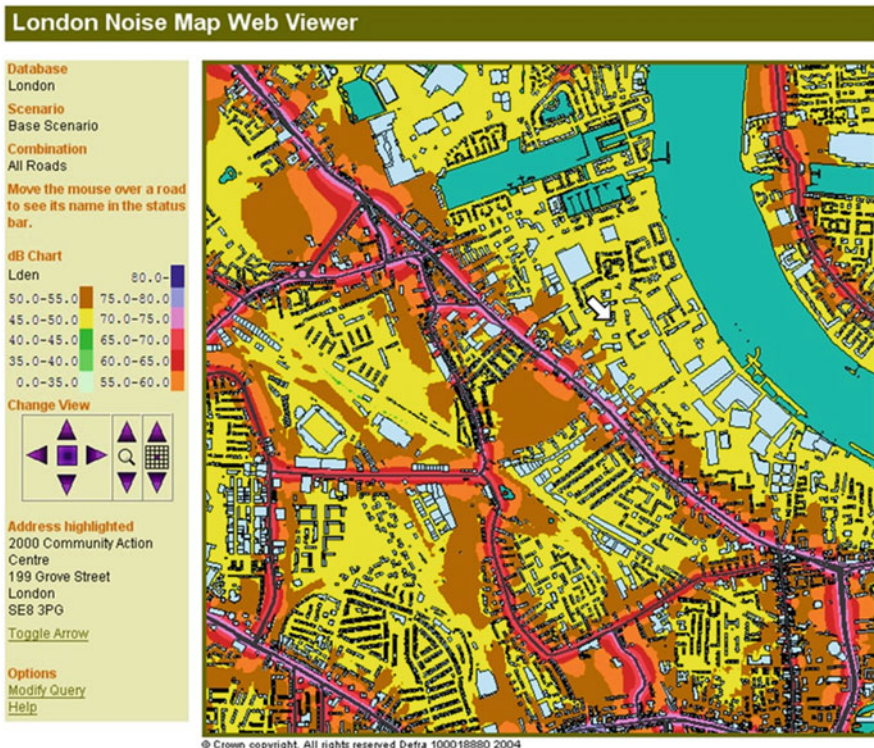 London Noise Map Web Viewer
Database
London
Scenario
Base Scenario
Combination
All Roads
Move the mouse over a road
to see its name in the status
bar.
dB Chart
Lden 80.0-
50.0-55.0 75.0-80.0
45.0-50.0 70.0-75.0
40.0-45.0 65.0-70.0
35.0-40.0 60.0-65.0
0.0-35.0 55.0-60.0
Change View
Address highlighted
2000 Community Action
Centre
199 Grove Street
London
SE8 3PG
Toggle Arrow
Options
Modify Query
Help
© Crown copyright. All rights reserved Defra 100018880 2004